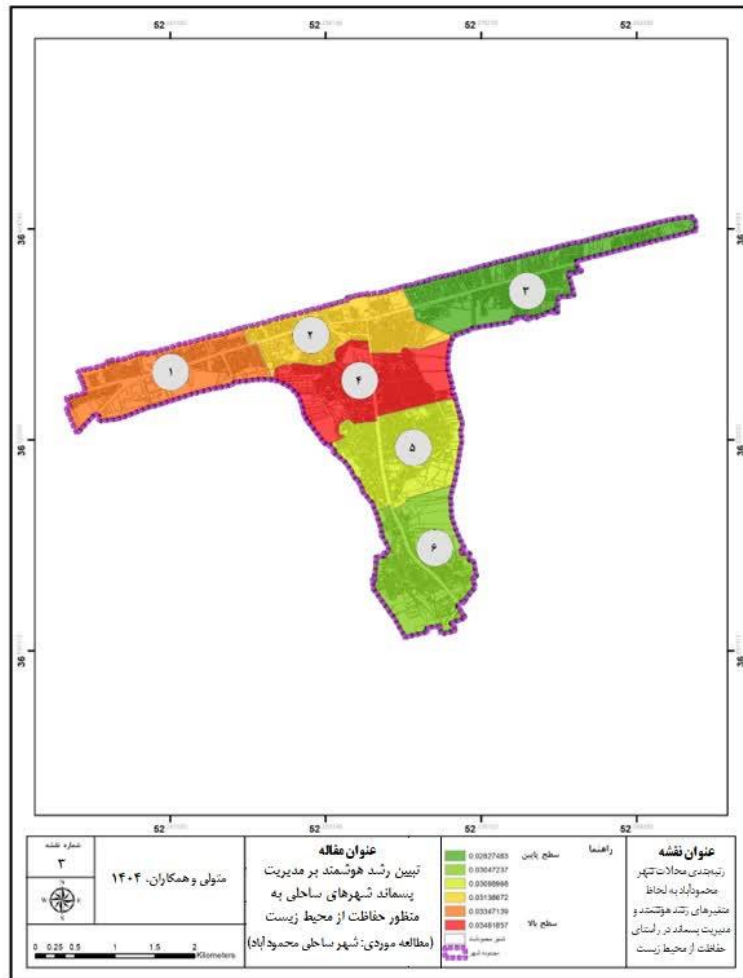 52
52
52
52
36
36
36
36
36
36
۱
۲
۳
۴
۵
۶
52
52
52
52
عنوان نقشه
رتبه‌بندی محلات شهر
محمودآباد به لحاظ
متغیرهای رشد هوشمند و
مدیریت پسماند در راستای
حفاظت از محیط زیست
راهنما
سطح پایین
0.02827483
0.03047237
0.03138672
0.03347139
سطح بالا
0.03481857
محدوده شهر
عنوان مقاله
تبیین رشد هوشمند بر مدیریت
پسماند شهرهای ساحلی به
منظور حفاظت از محیط زیست
(مطالعه موردی: شهر ساحلی محمودآباد)
متولی و همکاران، ۱۴۰۴
شماره نقشه
۳
N
W
E
S
0 0.25 0.5 1 1.5 2
Kilometers